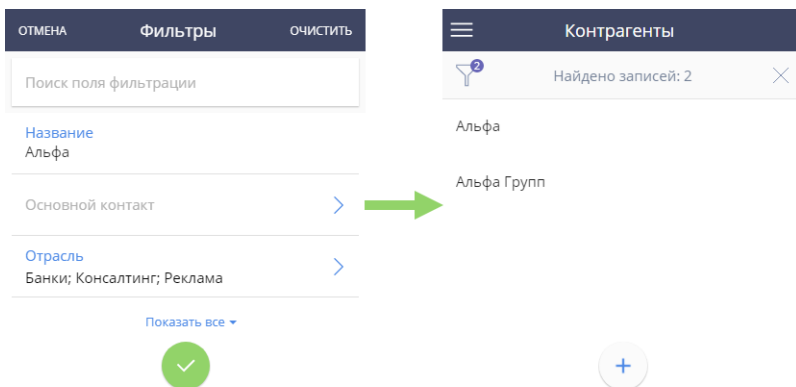 ОТМЕНА Фильтры ОЧИСТИТЬ
Поиск поля фильтрации
Название
Альфа
Основной контакт
Отрасль
Банки; Консалтинг; Реклама
Показать все
Контрагенты
2
Найдено записей: 2
Альфа
Альфа Групп